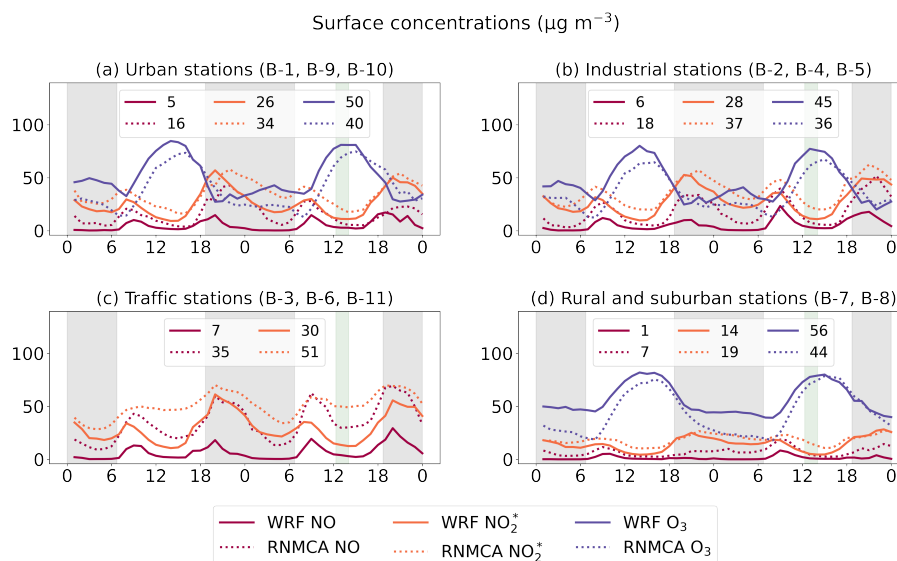 Surface concentrations (μg m⁻³)
(a) Urban stations (B-1, B-9, B-10)
5 26 50
16 34 40
100
50
0
0 6 12 18 0 6 12 18 0
(b) Industrial stations (B-2, B-4, B-5)
6 28 45
18 37 36
100
50
0
0 6 12 18 0 6 12 18 0
(c) Traffic stations (B-3, B-6, B-11)
7 30
35 51
100
50
0
0 6 12 18 0 6 12 18 0
(d) Rural and suburban stations (B-7, B-8)
1 14 56
7 19 44
100
50
0
0 6 12 18 0 6 12 18 0
WRF NO WRF NO₂* WRF O₃
RNMCA NO RNMCA NO₂* RNMCA O₃